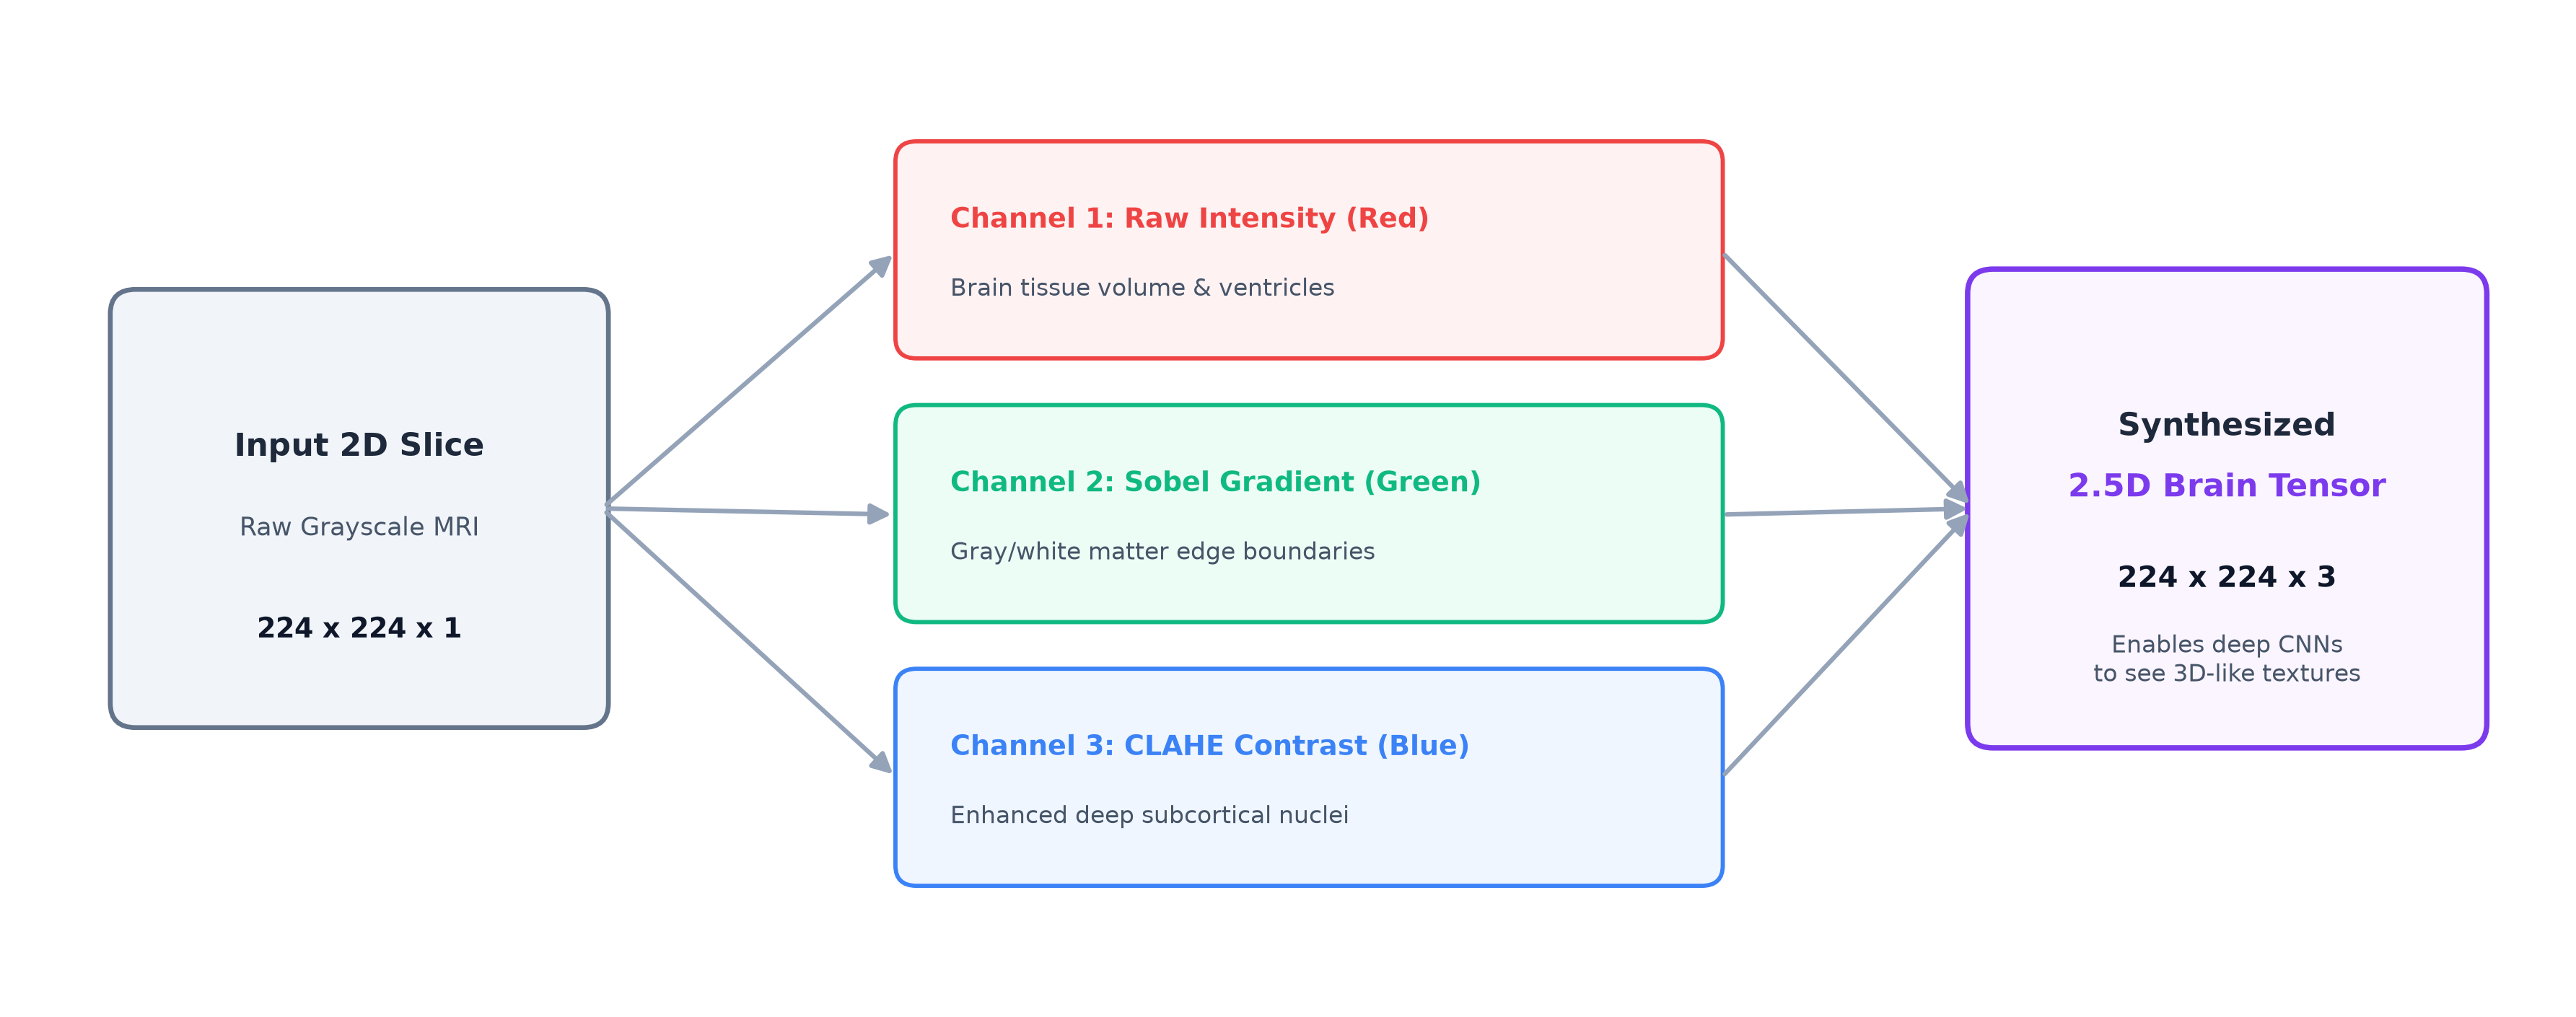 Input 2D Slice
Raw Grayscale MRI
224 x 224 x 1
Channel 1: Raw Intensity (Red)
Brain tissue volume & ventricles
Channel 2: Sobel Gradient (Green)
Gray/white matter edge boundaries
Channel 3: CLAHE Contrast (Blue)
Enhanced deep subcortical nuclei
Synthesized
2.5D Brain Tensor
224 x 224 x 3
Enables deep CNNs
to see 3D-like textures